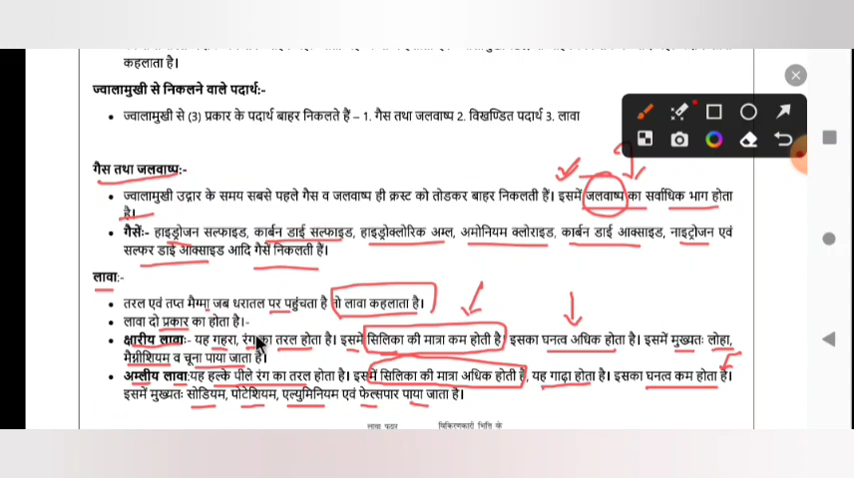 कहलाता है।
ज्वालामुखी से निकलने वाले पदार्थ:-
• ज्वालामुखी से (3) प्रकार के पदार्थ बाहर निकलते हैं – 1. गैस तथा जलवाष्प 2. विखण्डित पदार्थ 3. लावा
गैस तथा जलवाष्प:-
• ज्वालामुखी उद्गार के समय सबसे पहले गैस व जलवाष्प ही क्रस्ट को तोडकर बाहर निकलती हैं। इसमें जलवाष्प का सर्वाधिक भाग होता
है।
• गैसें:- हाइड्रोजन सल्फाइड, कार्बन डाई सल्फाइड, हाइड्रोक्लोरिक अम्ल, अमोनियम क्लोराइड, कार्बन डाई आक्साइड, नाइट्रोजन एवं
सल्फर डाई आक्साइड आदि गैसें निकलती हैं।
लावा:-
• तरल एवं तप्त मैग्मा जब धरातल पर पहुंचता है तो लावा कहलाता है।
• लावा दो प्रकार का होता है।-
• क्षारीय लावा:- यह गहरा, रंग का तरल होता है। इसमें सिलिका की मात्रा कम होती है इसका घनत्व अधिक होता है। इसमें मुख्यतः लोहा,
मैग्नीशियम व चूना पाया जाता है।
• अम्लीय लावा यह हल्के पीले रंग का तरल होता है। इसमें सिलिका की मात्रा अधिक होती है, यह गाढ़ा होता है। इसका घनत्व कम होता है।
इसमें मुख्यतः सोडियम, पोटेशियम, एल्युमिनियम एवं फेल्सपार पाया जाता है।
लावा पठार